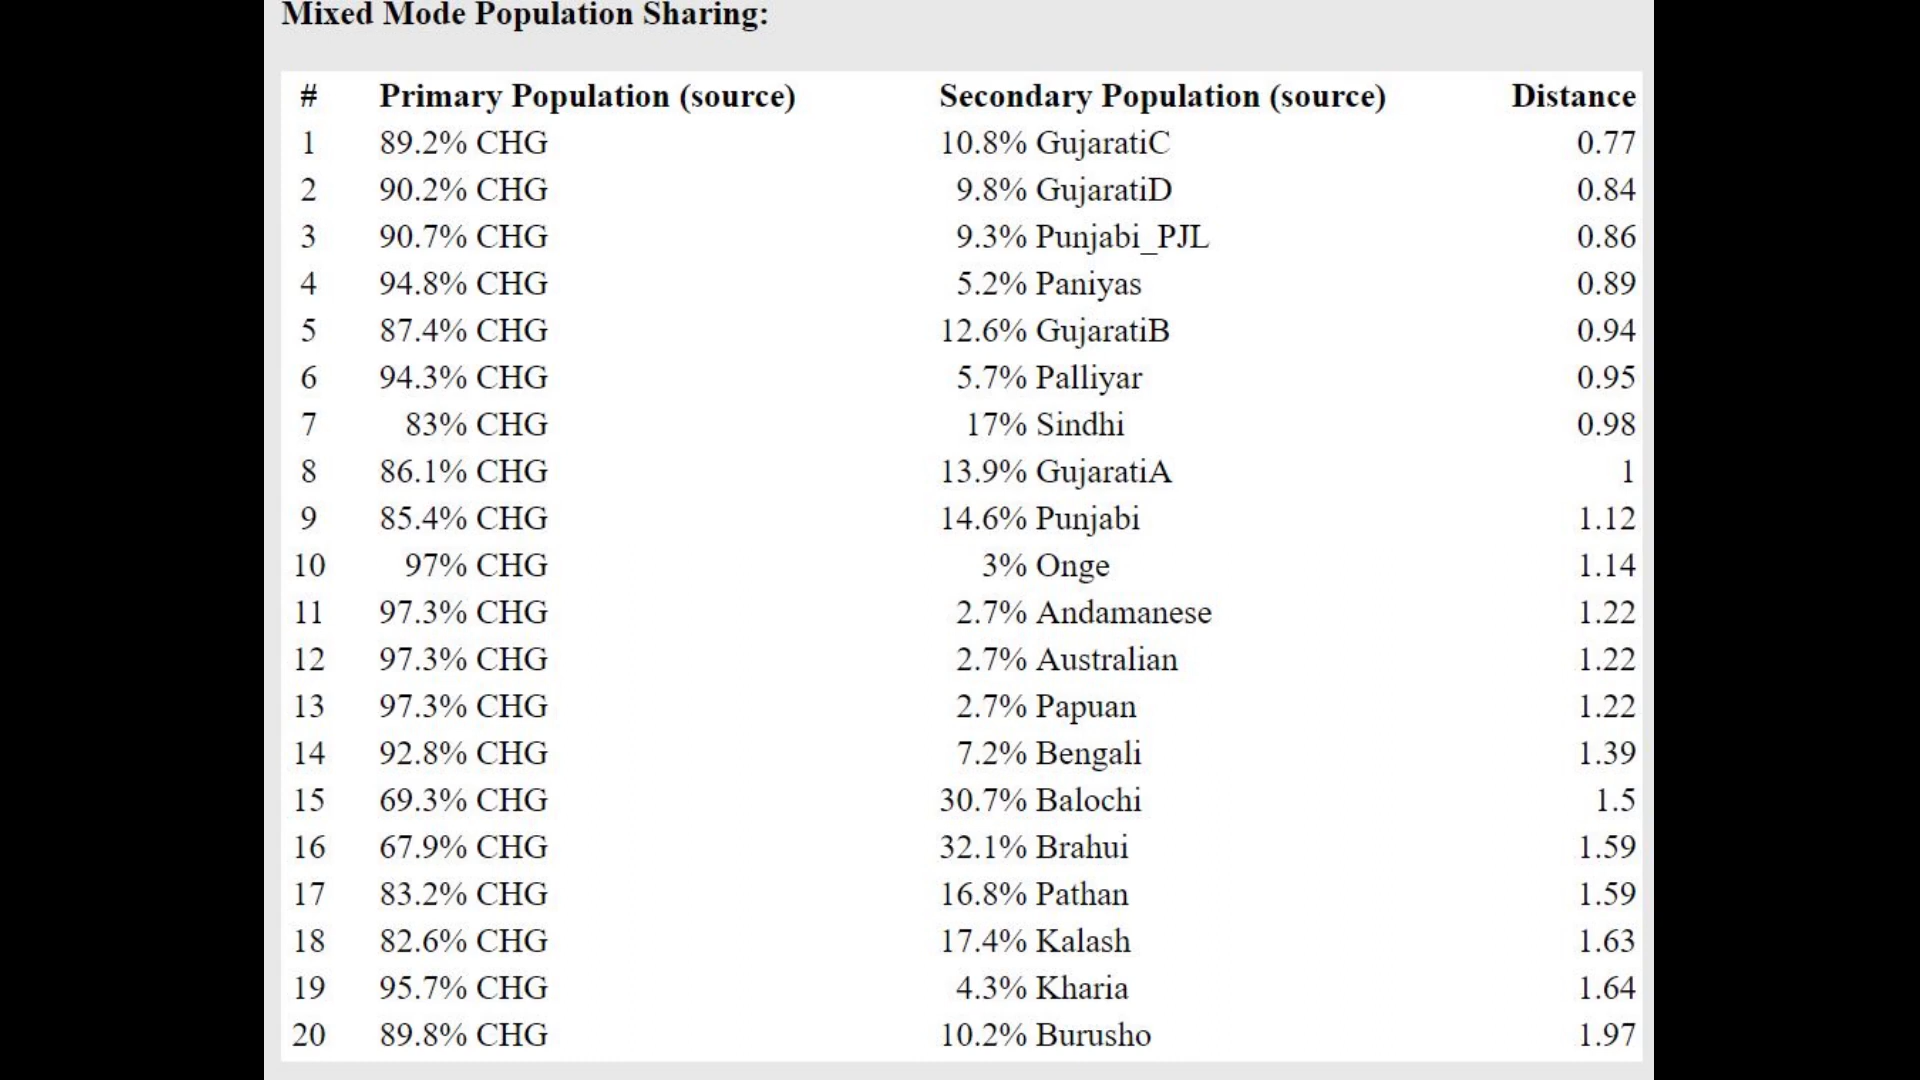 Mixed Mode Population Sharing:
# Primary Population (source) Secondary Population (source) Distance
1 89.2% CHG 10.8% GujaratiC 0.77
2 90.2% CHG 9.8% GujaratiD 0.84
3 90.7% CHG 9.3% Punjabi_PJL 0.86
4 94.8% CHG 5.2% Paniyas 0.89
5 87.4% CHG 12.6% GujaratiB 0.94
6 94.3% CHG 5.7% Palliyar 0.95
7 83% CHG 17% Sindhi 0.98
8 86.1% CHG 13.9% GujaratiA 1
9 85.4% CHG 14.6% Punjabi 1.12
10 97% CHG 3% Onge 1.14
11 97.3% CHG 2.7% Andamanese 1.22
12 97.3% CHG 2.7% Australian 1.22
13 97.3% CHG 2.7% Papuan 1.22
14 92.8% CHG 7.2% Bengali 1.39
15 69.3% CHG 30.7% Balochi 1.5
16 67.9% CHG 32.1% Brahui 1.59
17 83.2% CHG 16.8% Pathan 1.59
18 82.6% CHG 17.4% Kalash 1.63
19 95.7% CHG 4.3% Kharia 1.64
20 89.8% CHG 10.2% Burusho 1.97